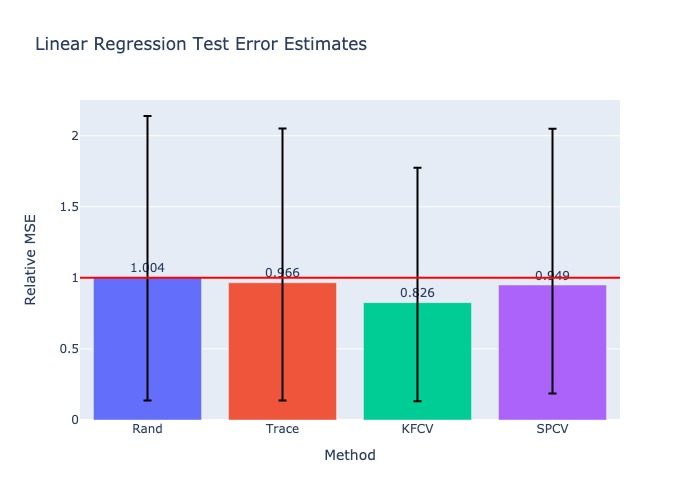 Linear Regression Test Error Estimates
Relative MSE
2
1.5
1
0.5
0
1.004
0.966
0.826
0.949
Rand
Trace
KFCV
SPCV
Method